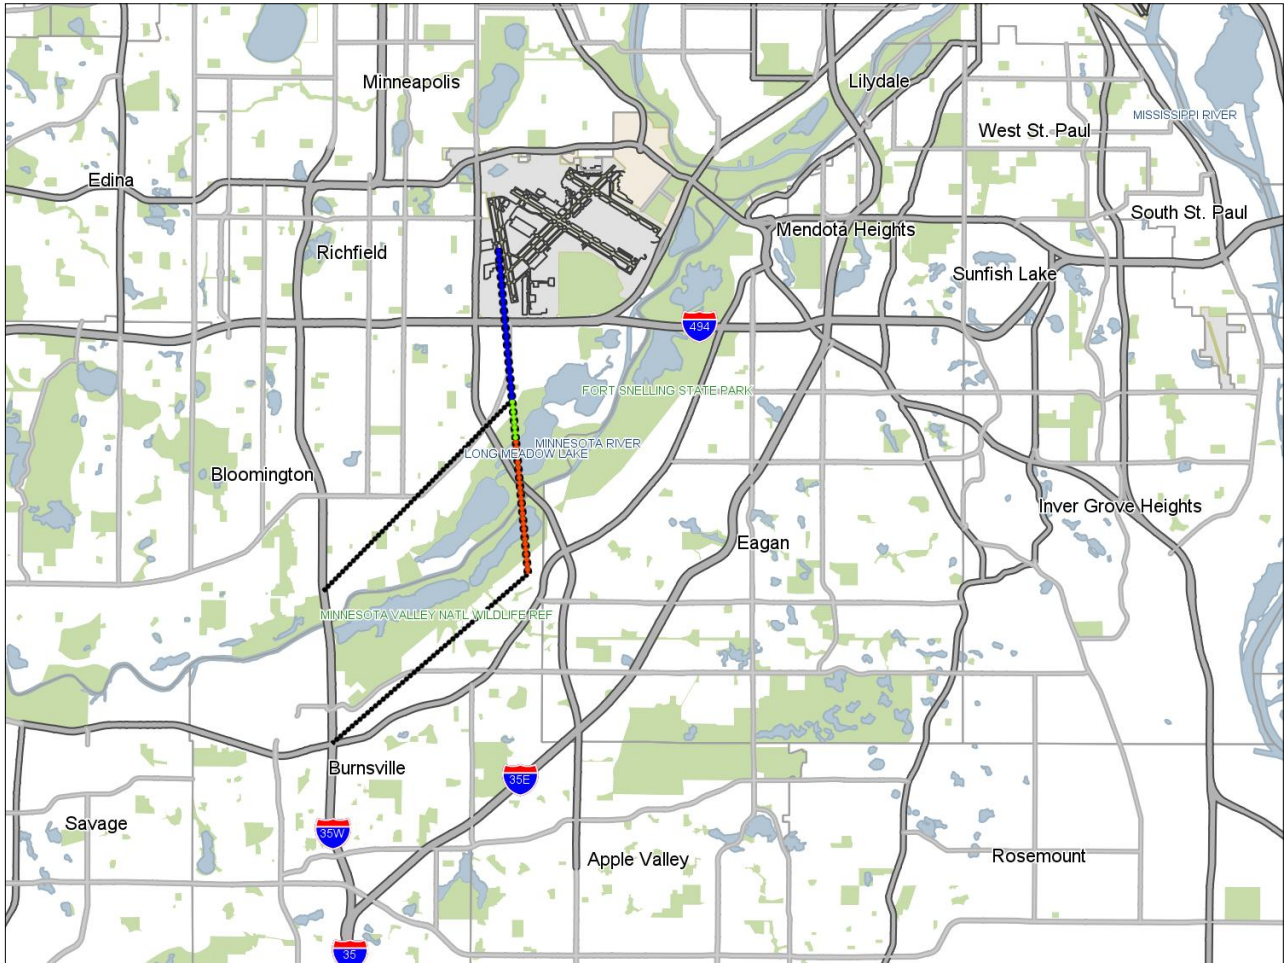 Minneapolis
Lilydale
MISSISSIPPI RIVER
West St. Paul
Edina
South St. Paul
Mendota Heights
Richfield
Sunfish Lake
494
FORT SNELLING STATE PARK
MINNESOTA RIVER
LONG MEADOW LAKE
Bloomington
Inver Grove Heights
Eagan
MINNESOTA VALLEY NATL WILDLIFE REF
Burnsville
35E
Savage
35W
Apple Valley
Rosemount
35